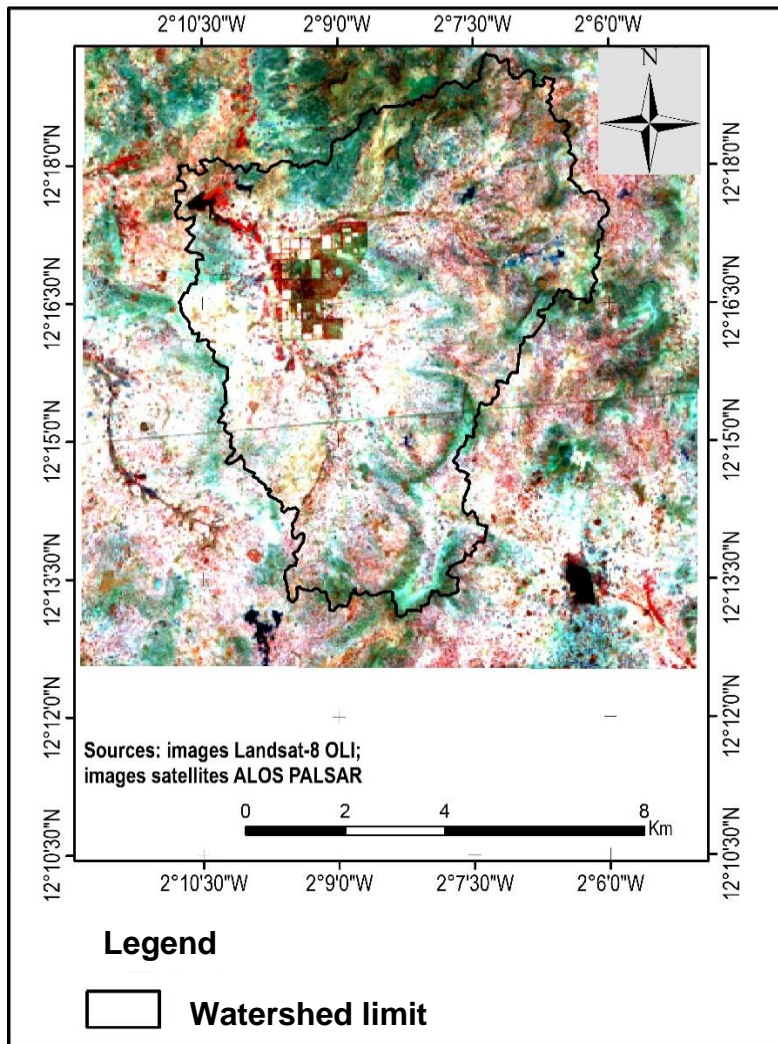 2°10'30"W 2°9'0"W 2°7'30"W 2°6'0"W
N
12°18'0"N 12°18'0"N
12°16'30"N 12°16'30"N
12°15'0"N 12°15'0"N
12°13'30"N 12°13'30"N
12°12'0"N 12°12'0"N
Sources: images Landsat-8 OLI;
images satellites ALOS PALSAR
0 2 4 8
Km
12°10'30"N 12°10'30"N
2°10'30"W 2°9'0"W 2°7'30"W 2°6'0"W
Legend
Watershed limit